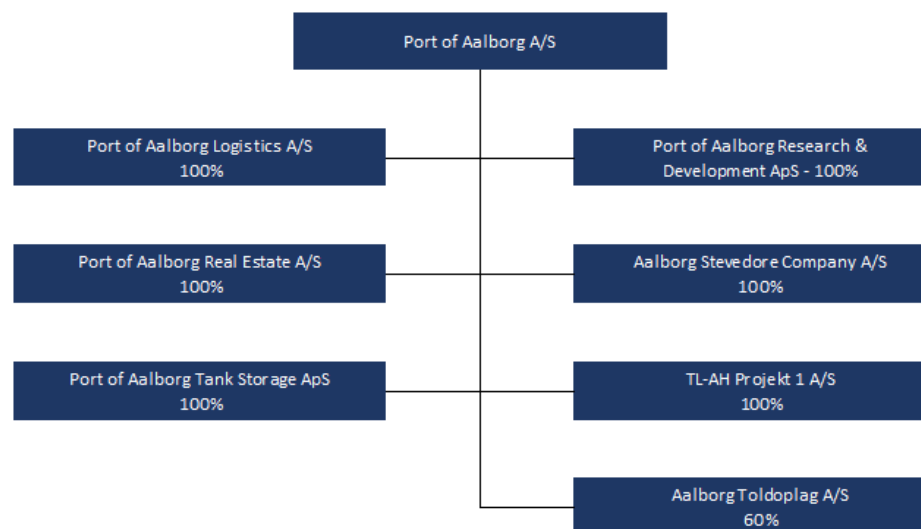 Port of Aalborg A/S
Port of Aalborg Logistics A/S
100%
Port of Aalborg Research &
Development ApS - 100%
Port of Aalborg Real Estate A/S
100%
Aalborg Stevedore Company A/S
100%
Port of Aalborg Tank Storage ApS
100%
TL-AH Projekt 1 A/S
100%
Aalborg Toldoplag A/S
60%